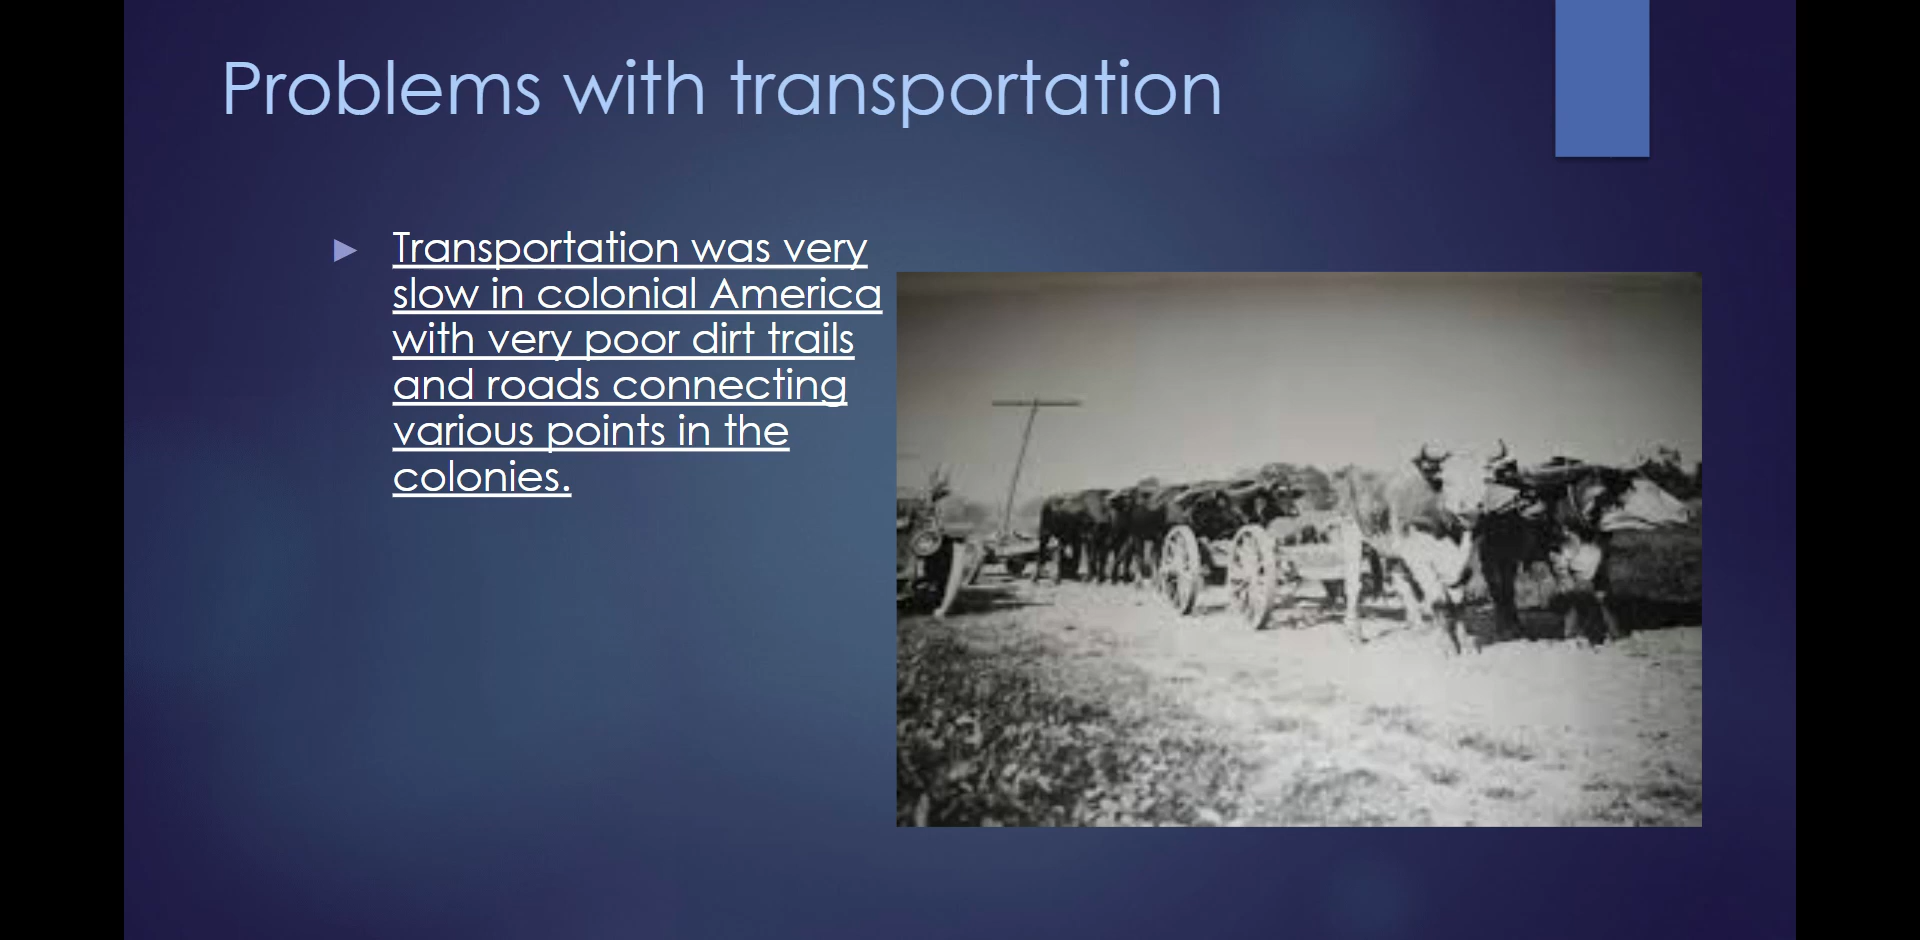 Problems with transportation
Transportation was very
slow in colonial America
with very poor dirt trails
and roads connecting
various points in the
colonies.